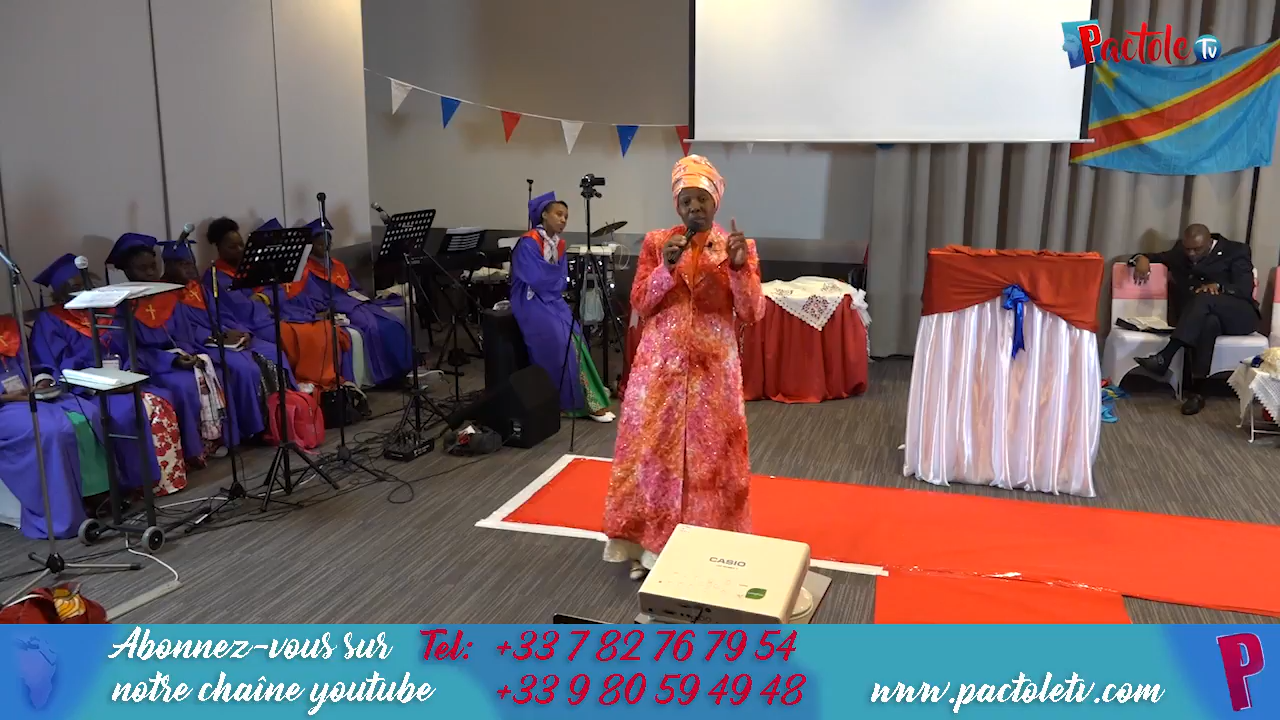 Pactole Tv
CASIO
Abonnez-vous sur
notre chaîne youtube
Tel: +33 7 82 76 79 54
+33 9 80 59 49 48
www.pactoletv.com
P